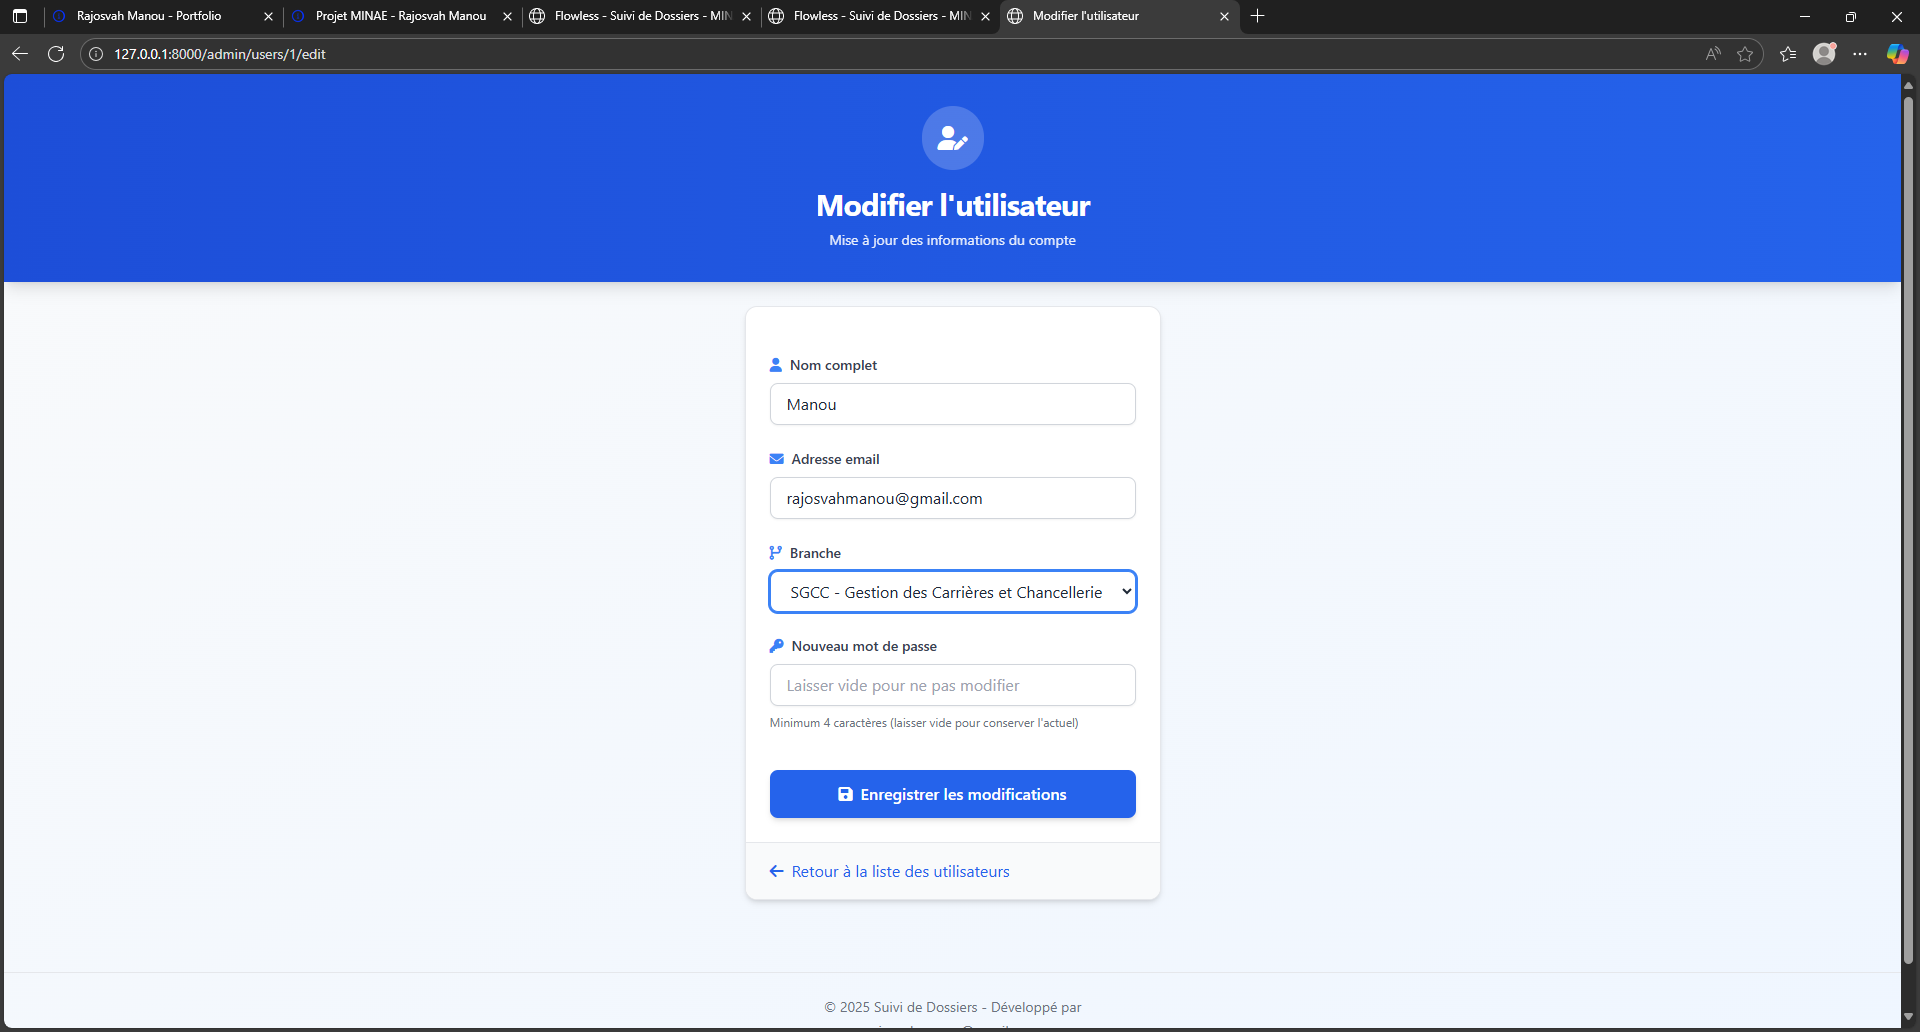 Rajosvah Manou - Portfolio
Projet MINAE - Rajosvah Manou
Flowless - Suivi de Dossiers - MIN
Flowless - Suivi de Dossiers - MIN
Modifier l'utilisateur
127.0.0.1:8000/admin/users/1/edit
Modifier l'utilisateur
Mise à jour des informations du compte
Nom complet
Manou
Adresse email
rajosvahmanou@gmail.com
Branche
SGCC - Gestion des Carrières et Chancellerie
Nouveau mot de passe
Laisser vide pour ne pas modifier
Minimum 4 caractères (laisser vide pour conserver l'actuel)
Enregistrer les modifications
Retour à la liste des utilisateurs
© 2025 Suivi de Dossiers - Développé par